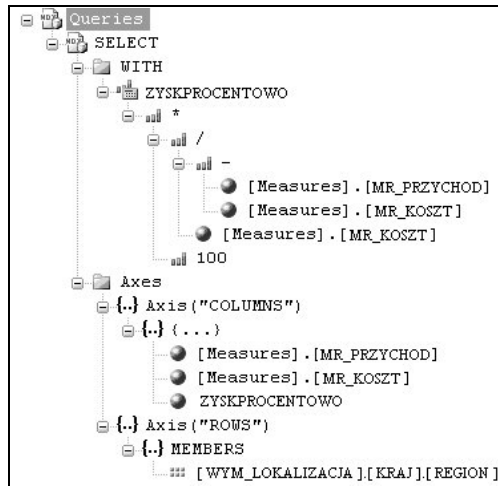 Queries
SELECT
WITH
ZYSKPROCENTOWO
*
/
-
[Measures].[MR_PRZYCHOD]
[Measures].[MR_KOSZT]
[Measures].[MR_KOSZT]
100
Axes
{..} Axis("COLUMNS")
{..} {...}
[Measures].[MR_PRZYCHOD]
[Measures].[MR_KOSZT]
ZYSKPROCENTOWO
{..} Axis("ROWS")
{..} MEMBERS
[WYM_LOKALIZACJA].[KRAJ].[REGION]